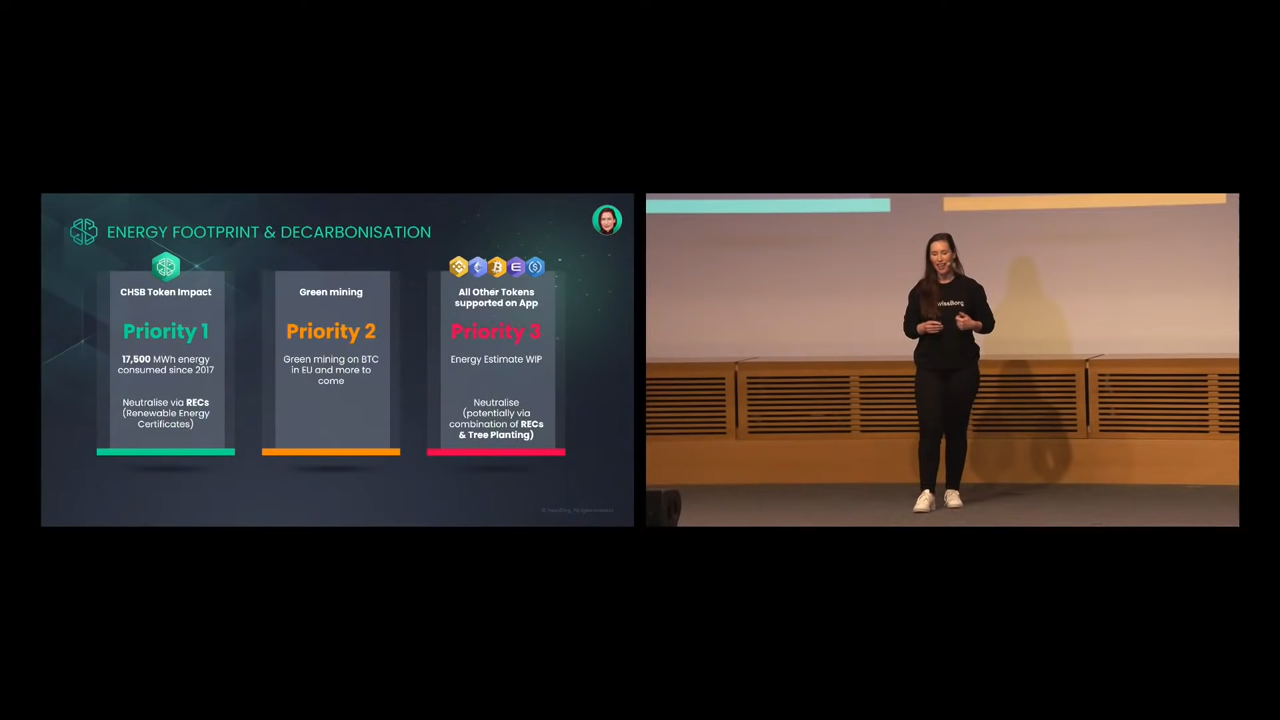 ENERGY FOOTPRINT & DECARBONISATION
CHSB Token Impact
Priority 1
17,500 MWh energy
consumed since 2017
Neutralise via RECs
(Renewable Energy
Certificates)
Green mining
Priority 2
Green mining on BTC
in EU and more to
come
All Other Tokens
supported on App
Priority 3
Energy Estimate WIP
Neutralise
(potentially via
combination of RECs
& Tree Planting)
wissBorg